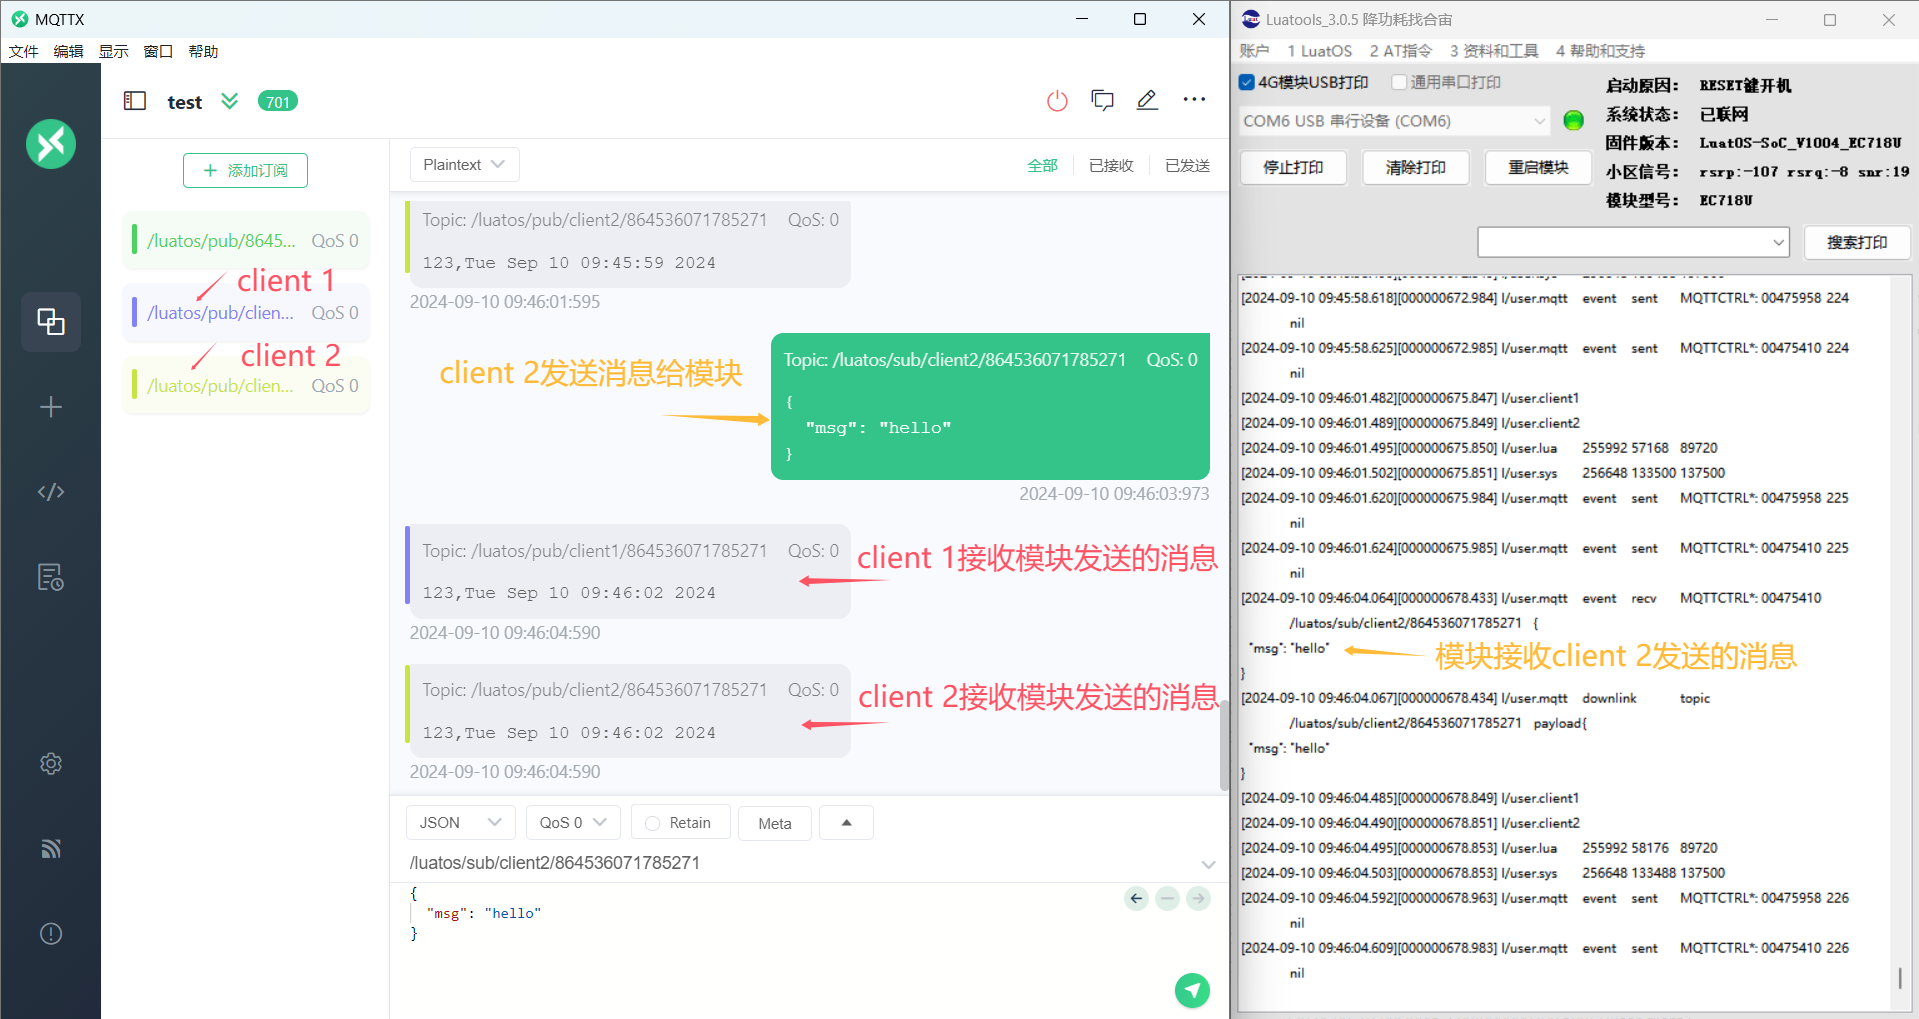 MQTTX
文件 编辑 显示 窗口 帮助
test 701
添加订阅
/luatos/pub/8645... QoS 0
client 1
/luatos/pub/clien... QoS 0
client 2
/luatos/pub/clien... QoS 0
Plaintext
全部 已接收 已发送
Topic: /luatos/pub/client2/864536071785271 QoS: 0
123,Tue Sep 10 09:45:59 2024
2024-09-10 09:46:01:595
client 2发送消息给模块
Topic: /luatos/sub/client2/864536071785271 QoS: 0
{
"msg": "hello"
}
2024-09-10 09:46:03:973
Topic: /luatos/pub/client1/864536071785271 QoS: 0
client 1接收模块发送的消息
123,Tue Sep 10 09:46:02 2024
2024-09-10 09:46:04:590
Topic: /luatos/pub/client2/864536071785271 QoS: 0
client 2接收模块发送的消息
123,Tue Sep 10 09:46:02 2024
2024-09-10 09:46:04:590
JSON QoS 0 Retain Meta
/luatos/sub/client2/864536071785271
{
"msg": "hello"
}
Luat Luatools_3.0.5 降功耗找合宙
账户 1 LuatOS 2 AT指令 3 资料和工具 4 帮助和支持
4G模块USB打印 通用串口打印
COM6 USB 串行设备 (COM6)
停止打印 清除打印 重启模块
启动原因: RESET键开机
系统状态: 已联网
固件版本: LuatOS-SoC_V1004_EC718U
小区信号: rsrp:-107 rsrq:-8 snr:19
模块型号: EC718U
搜索打印
[2024-09-10 09:45:58.618][000000672.984] I/user.mqtt event sent MQTTCTRL*: 00475958 224
nil
[2024-09-10 09:45:58.625][000000672.985] I/user.mqtt event sent MQTTCTRL*: 00475410 224
nil
[2024-09-10 09:46:01.482][000000675.847] I/user.client1
[2024-09-10 09:46:01.489][000000675.849] I/user.client2
[2024-09-10 09:46:01.495][000000675.850] I/user.lua 255992 57168 89720
[2024-09-10 09:46:01.502][000000675.851] I/user.sys 256648 133500 137500
[2024-09-10 09:46:01.620][000000675.984] I/user.mqtt event sent MQTTCTRL*: 00475958 225
nil
[2024-09-10 09:46:01.624][000000675.985] I/user.mqtt event sent MQTTCTRL*: 00475410 225
nil
[2024-09-10 09:46:04.064][000000678.433] I/user.mqtt event recv MQTTCTRL*: 00475410
/luatos/sub/client2/864536071785271 {
"msg": "hello"
模块接收client 2发送的消息
}
[2024-09-10 09:46:04.067][000000678.434] I/user.mqtt downlink topic
/luatos/sub/client2/864536071785271 payload{
"msg": "hello"
}
[2024-09-10 09:46:04.485][000000678.849] I/user.client1
[2024-09-10 09:46:04.490][000000678.851] I/user.client2
[2024-09-10 09:46:04.495][000000678.853] I/user.lua 255992 58176 89720
[2024-09-10 09:46:04.503][000000678.853] I/user.sys 256648 133488 137500
[2024-09-10 09:46:04.592][000000678.963] I/user.mqtt event sent MQTTCTRL*: 00475958 226
nil
[2024-09-10 09:46:04.609][000000678.983] I/user.mqtt event sent MQTTCTRL*: 00475410 226
nil